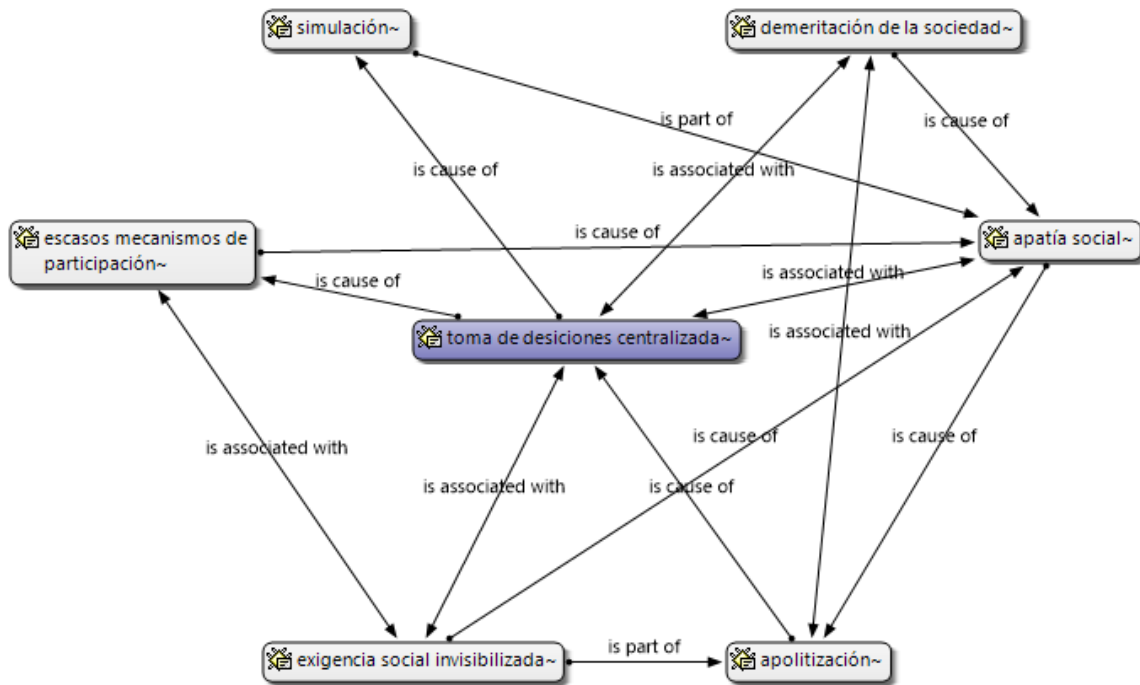 simulación~
demeritación de la sociedad~
is part of
is cause of
is cause of
is associated with
escasos mecanismos de
participación~
is cause of
apatía social~
is associated with
is cause of
toma de desiciones centralizada~
is associated with
is cause of
is cause of
is associated with
is associated with
is cause of
exigencia social invisibilizada~
is part of
apolitización~